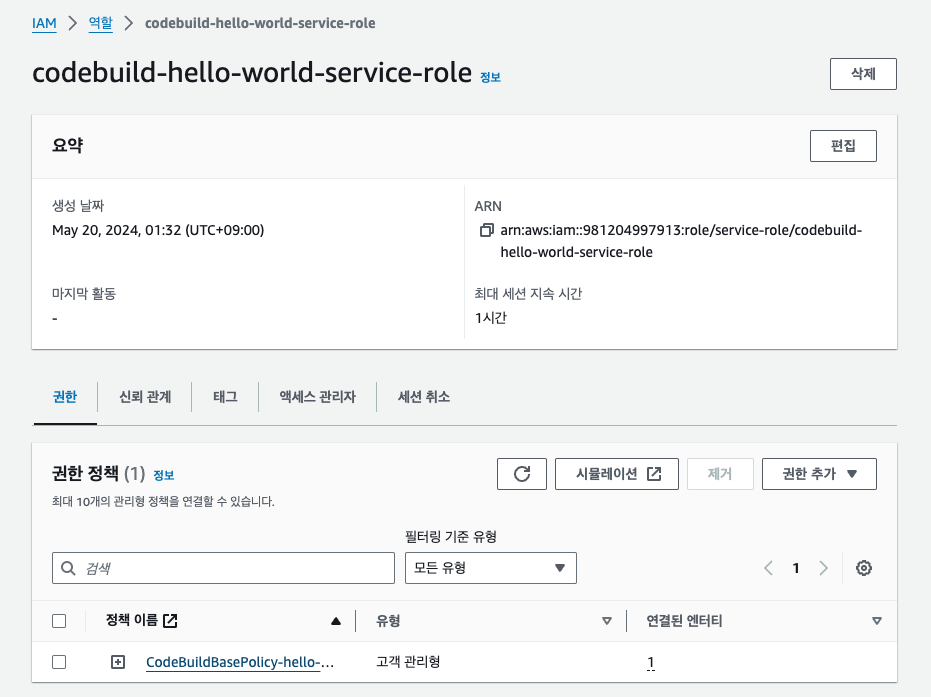 IAM > 역할 > codebuild-hello-world-service-role
codebuild-hello-world-service-role 정보
삭제
요약
편집
생성 날짜
May 20, 2024, 01:32 (UTC+09:00)
ARN
arn:aws:iam::981204997913:role/service-role/codebuild-
hello-world-service-role
마지막 활동
-
최대 세션 지속 시간
1시간
권한 신뢰 관계 태그 액세스 관리자 세션 취소
권한 정책 (1) 정보
시뮬레이션 제거 권한 추가
최대 10개의 관리형 정책을 연결할 수 있습니다.
필터링 기준 유형
검색 모든 유형 1
정책 이름 유형 연결된 엔터티
CodeBuildBasePolicy-hello-... 고객 관리형 1